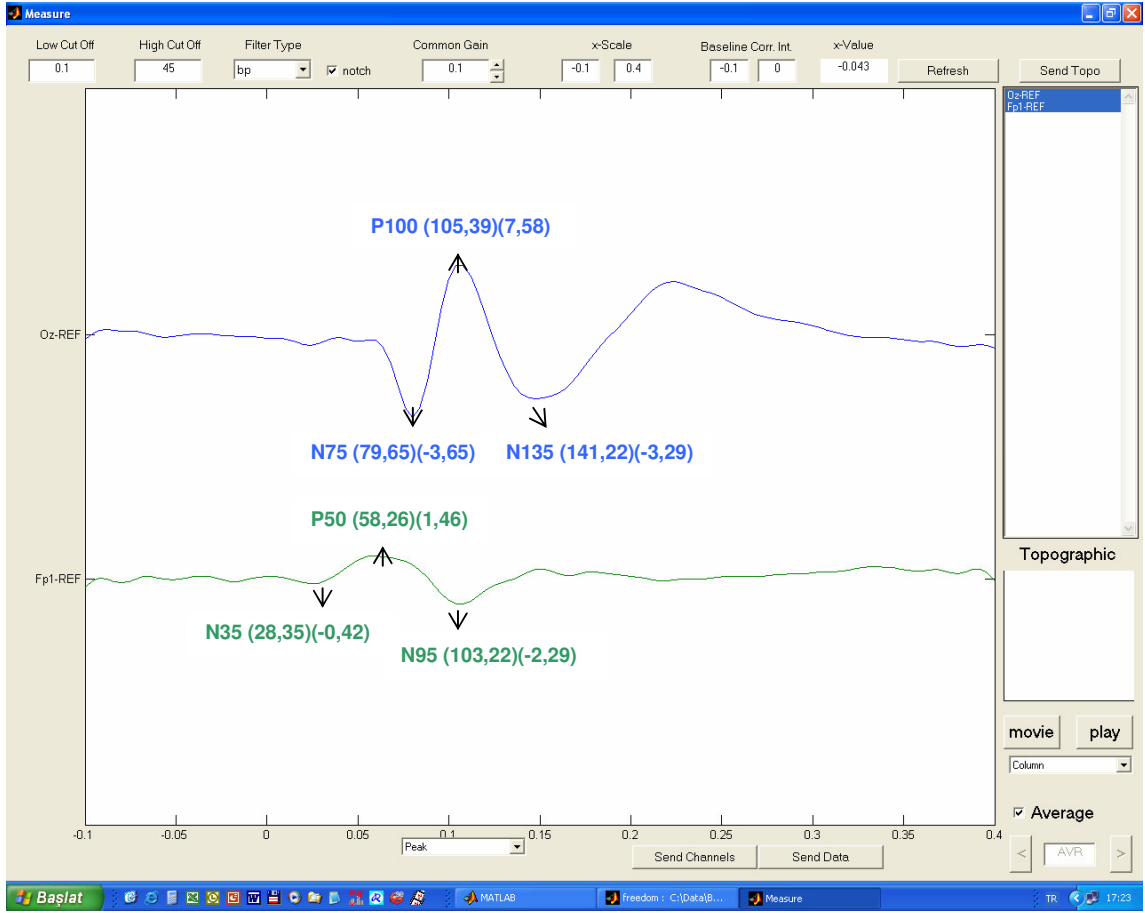 Measure
Low Cut Off High Cut Off Filter Type Common Gain x-Scale Baseline Corr. Int. x-Value
0.1 45 bp notch 0.1 -0.1 0.4 -0.1 0 -0.043 Refresh Send Topo
Oz-REF
Fp1-REF
P100 (105,39)(7,58)
Oz-REF
N75 (79,65)(-3,65) N135 (141,22)(-3,29)
P50 (58,26)(1,46)
Topographic
Fp1-REF
N35 (28,35)(-0,42)
N95 (103,22)(-2,29)
movie play
Column
Average
-0.1 -0.05 0 0.05 0.1 0.15 0.2 0.25 0.3 0.35 0.4
Peak
Send Channels Send Data
< AVR >
Başlat MATLAB freedom : C:\Data\B... Measure TR 17:23